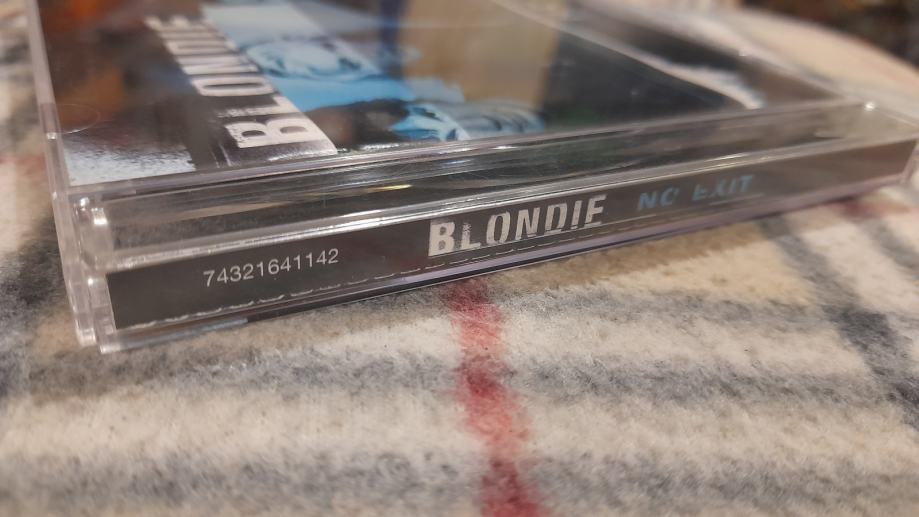 BLONDIE
74321641142 BLONDIE NO EXIT